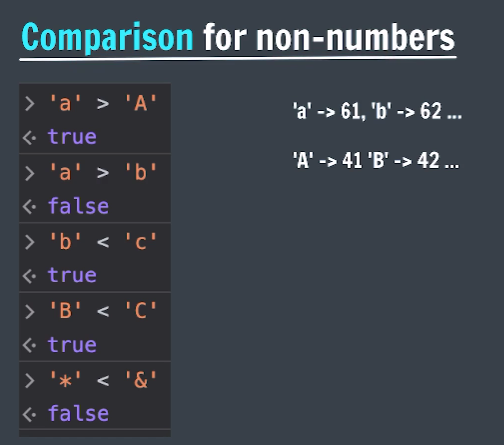 Comparison for non-numbers
> 'a' > 'A'
<· true
> 'a' > 'b'
<· false
> 'b' < 'c'
<· true
> 'B' < 'C'
<· true
> '*' < '&'
<· false
'a' -> 61, 'b' -> 62 ...
'A' -> 41 'B' -> 42 ...